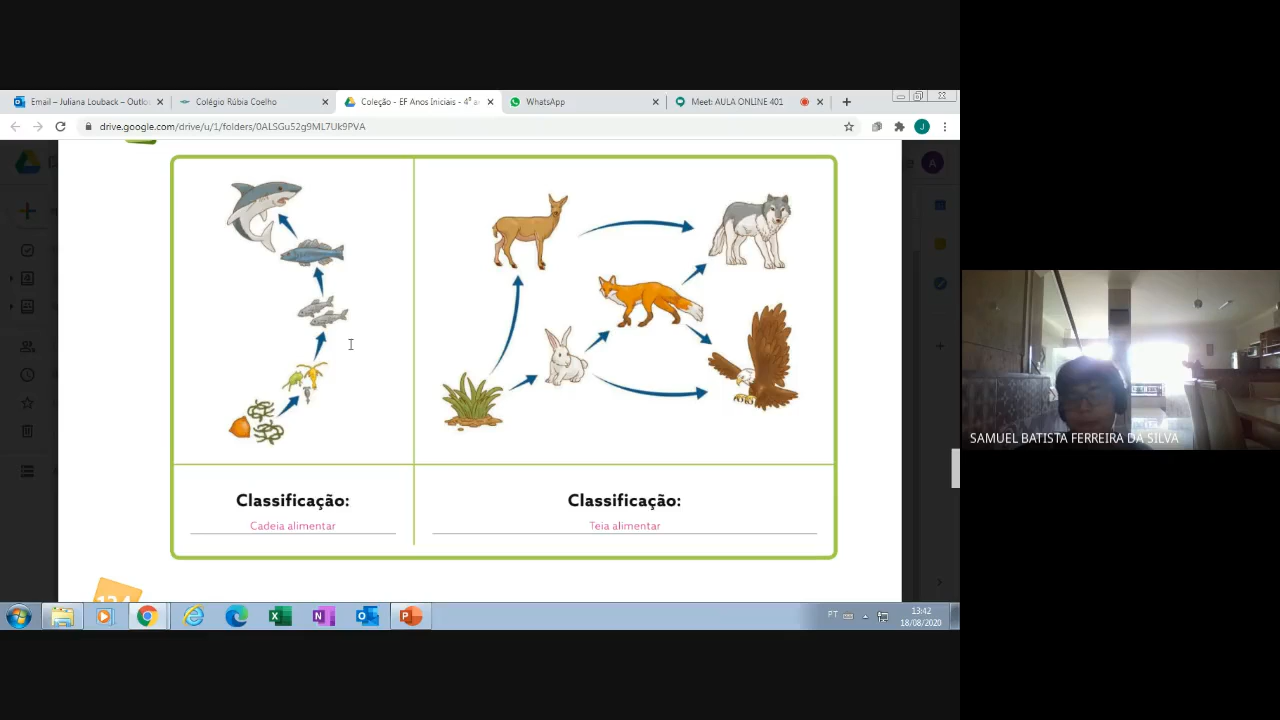 Email – Juliana Louback – Outlo
Colégio Rúbia Coelho
Coleção - EF Anos Iniciais - 4º a
WhatsApp
Meet: AULA ONLINE 401
drive.google.com/drive/u/1/folders/0ALSGu52g9ML7Uk9PVA
J
A
Classificação:
Cadeia alimentar
Classificação:
Teia alimentar
SAMUEL BATISTA FERREIRA DA SILVA
PT
13:42
18/08/2020